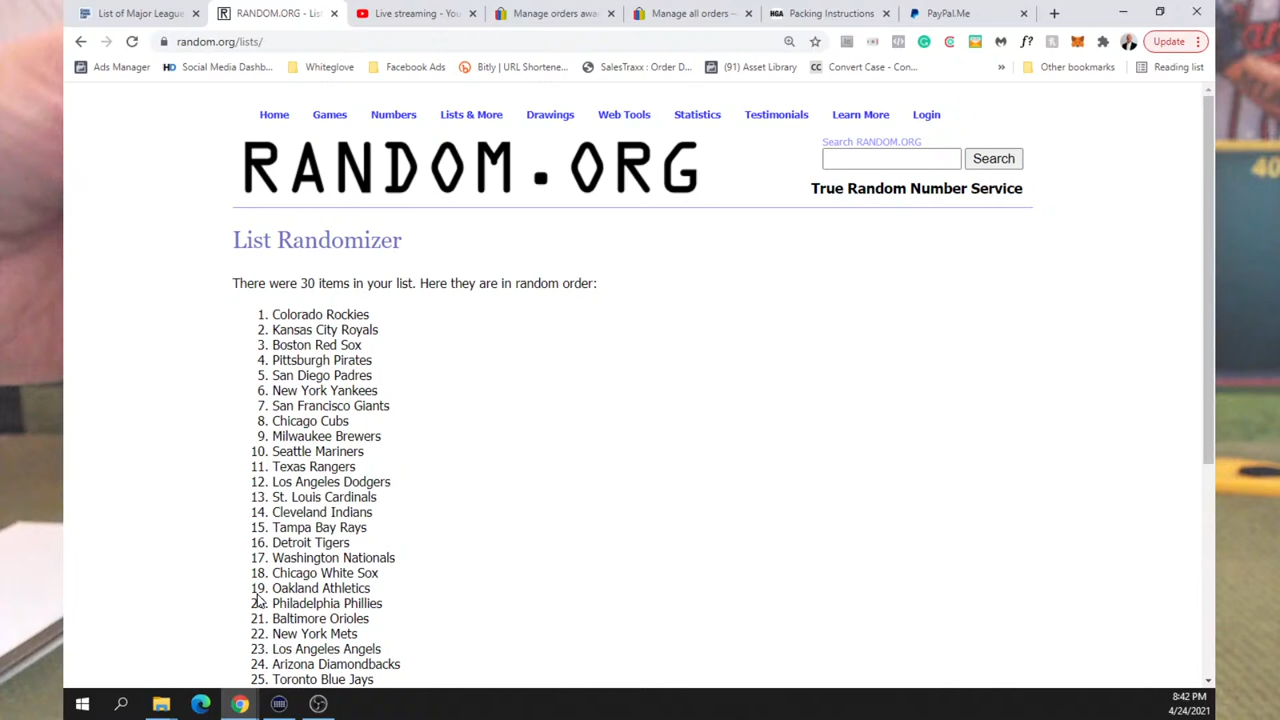 List of Major League
RANDOM.ORG - List
Live streaming - You
Manage orders awa
Manage all orders –
HGA Packing Instructions
PayPal.Me
random.org/lists/
Update
Ads Manager
HD Social Media Dashb...
Whiteglove
Facebook Ads
Bitly | URL Shortene...
SalesTraxx : Order D...
(91) Asset Library
CC Convert Case - Con...
»
Other bookmarks
Reading list
Home Games Numbers Lists & More Drawings Web Tools Statistics Testimonials Learn More Login
Search RANDOM.ORG
Search
RANDOM.ORG
True Random Number Service
List Randomizer
There were 30 items in your list. Here they are in random order:
1. Colorado Rockies
2. Kansas City Royals
3. Boston Red Sox
4. Pittsburgh Pirates
5. San Diego Padres
6. New York Yankees
7. San Francisco Giants
8. Chicago Cubs
9. Milwaukee Brewers
10. Seattle Mariners
11. Texas Rangers
12. Los Angeles Dodgers
13. St. Louis Cardinals
14. Cleveland Indians
15. Tampa Bay Rays
16. Detroit Tigers
17. Washington Nationals
18. Chicago White Sox
19. Oakland Athletics
Philadelphia Phillies
21. Baltimore Orioles
22. New York Mets
23. Los Angeles Angels
24. Arizona Diamondbacks
25. Toronto Blue Jays
8:42 PM
4/24/2021